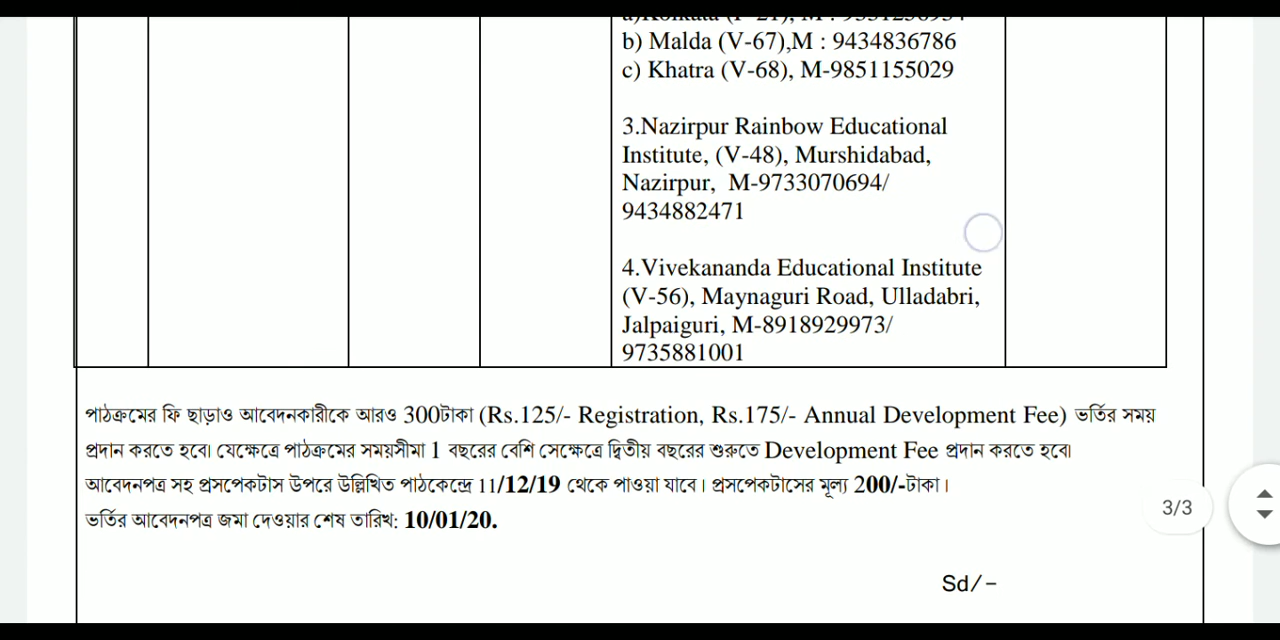 b) Malda (V-67),M : 9434836786
c) Khatra (V-68), M-9851155029
3.Nazirpur Rainbow Educational
Institute, (V-48), Murshidabad,
Nazirpur, M-9733070694/
9434882471
4.Vivekananda Educational Institute
(V-56), Maynaguri Road, Ulladabri,
Jalpaiguri, M-8918929973/
9735881001
পাঠক্রমের ফি ছাড়াও আবেদনকারীকে আরও 300টাকা (Rs.125/- Registration, Rs.175/- Annual Development Fee) ভর্তির সময়
প্রদান করতে হবে। যেক্ষেত্রে পাঠক্রমের সময়সীমা 1 বছরের বেশি সেক্ষেত্রে দ্বিতীয় বছরের শুরুতে Development Fee প্রদান করতে হবে।
আবেদনপত্র সহ প্রসপেকটাস উপরে উল্লিখিত পাঠকেন্দ্রে 11/12/19 থেকে পাওয়া যাবে। প্রসপেকটাসের মূল্য 200/-টাকা।
ভর্তির আবেদনপত্র জমা দেওয়ার শেষ তারিখ: 10/01/20.
3/3
Sd/-